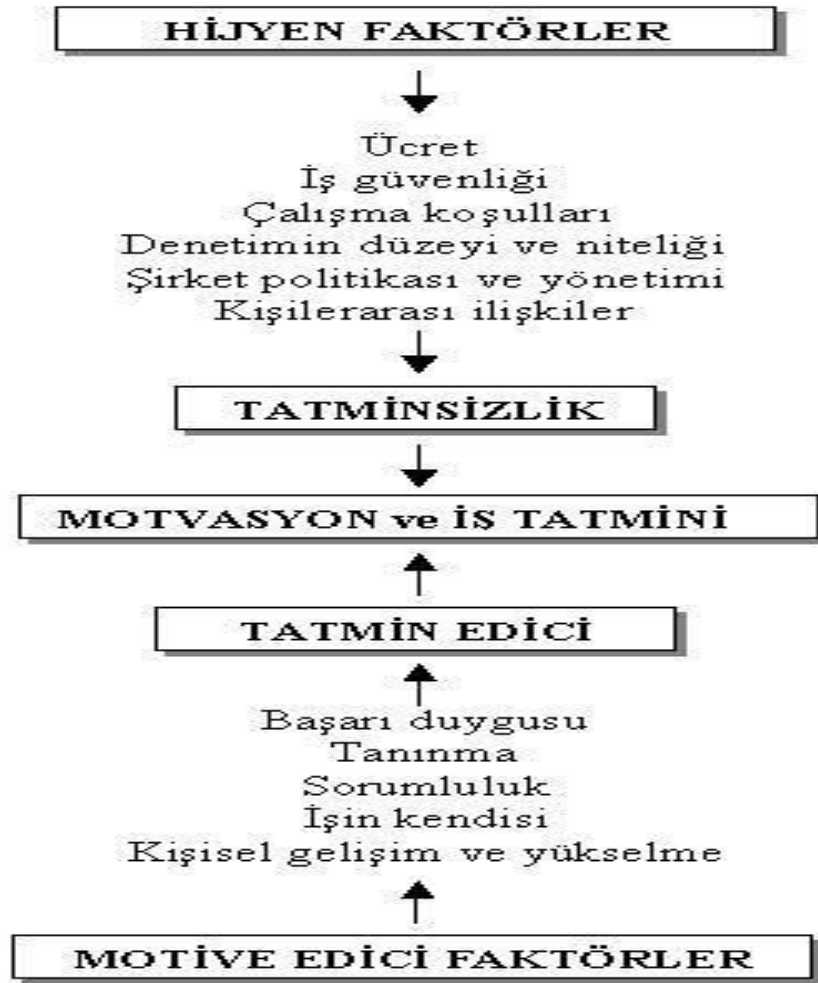 HİJYEN FAKTÖRLER
Ücret
İş güvenliği
Çalışma koşulları
Denetimin düzeyi ve niteliği
Şirket politikası ve yönetimi
Kişilerarası ilişkiler
TATMİNSİZLİK
MOTVASYON ve İS TATMİNİ
TATMİN EDİCİ
Başarı duygusu
Tanınma
Sorumluluk
İşin kendisi
Kişisel gelişim ve yükselme
MOTİVE EDİCİ FAKTÖRLER